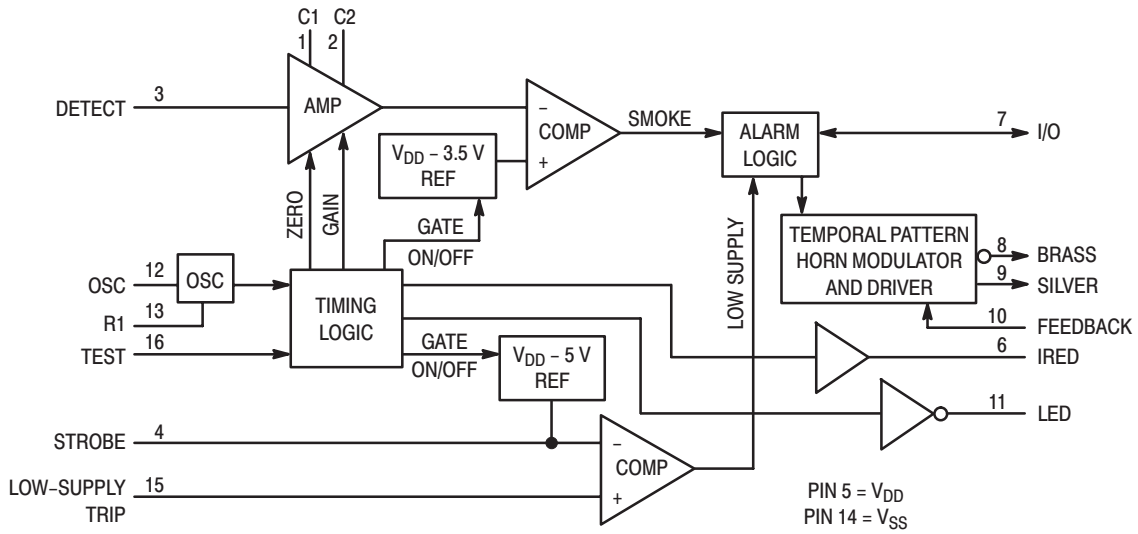 C1 C2
1 2
DETECT 3
AMP
−
COMP
+
SMOKE
ALARM
LOGIC
7 I/O
VDD − 3.5 V
REF
ZERO
GAIN
GATE
ON/OFF
LOW SUPPLY
TEMPORAL PATTERN
HORN MODULATOR
AND DRIVER
8 BRASS
9 SILVER
10 FEEDBACK
6 IRED
11 LED
OSC 12
OSC
R1 13
TEST 16
TIMING
LOGIC
GATE
ON/OFF
VDD − 5 V
REF
STROBE 4
−
COMP
+
LOW−SUPPLY 15
TRIP
PIN 5 = VDD
PIN 14 = VSS